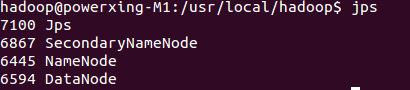 hadoop@powerxing-M1:/usr/local/hadoop$ jps
7100 Jps
6867 SecondaryNameNode
6445 NameNode
6594 DataNode